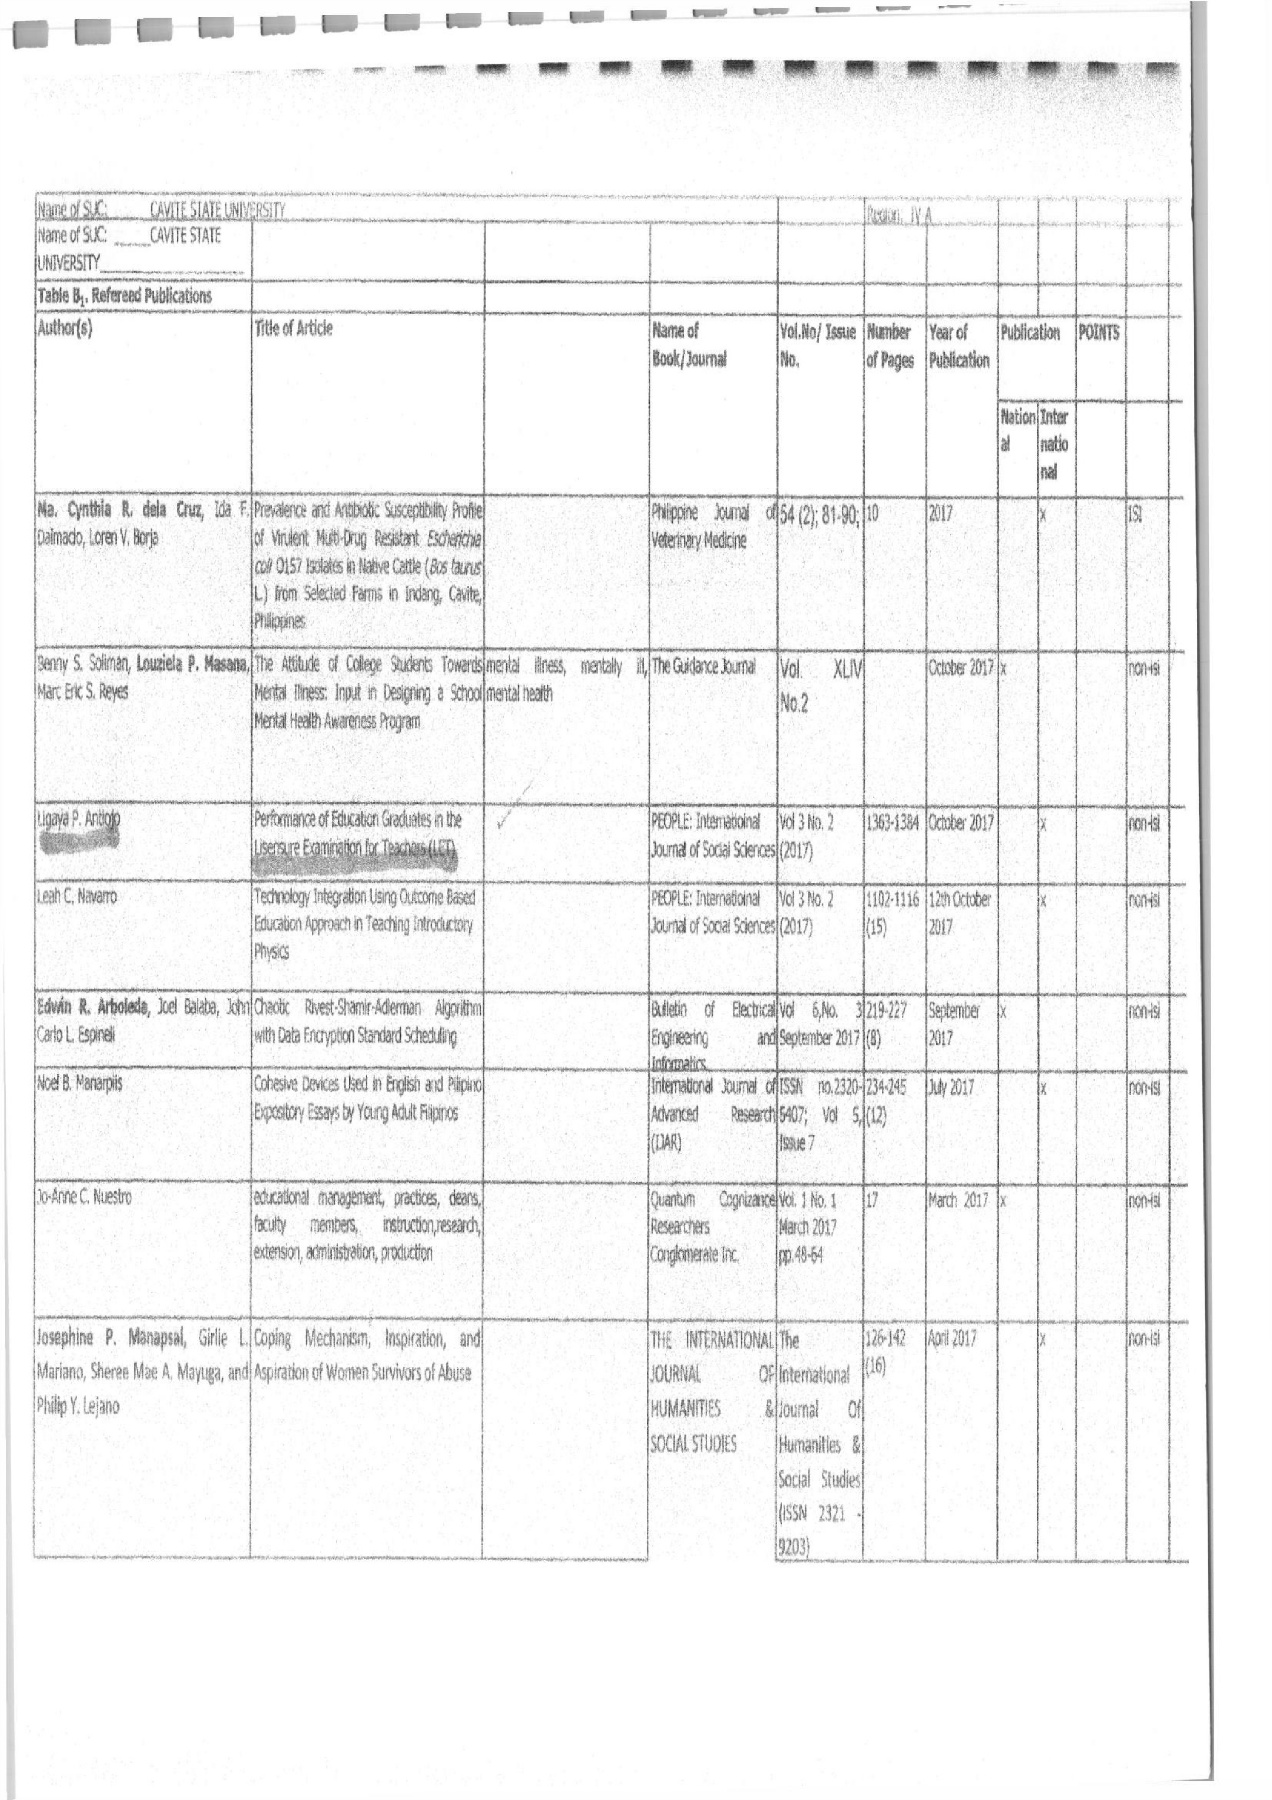 Name of SUC: ______CAVITE STATE UNIVERSITY
Region: IV A
Name of SUC: _____CAVITE STATE
UNIVERSITY____________________
Table B1. Refereed Publications
Author(s)
Title of Article
Name of
Book/Journal
Vol.No/ Issue
No.
Number
of Pages
Year of
Publication
Publication
POINTS
Nation
al
Inter
natio
nal
Ma. Cynthia R. dela Cruz, Ida F.
Dalmado, Loren V. Borja
Prevalence and Antibiotic Susceptibility Profile
of Virulent Multi-Drug Resistant Escherichia
coli O157 Isolates in Native Cattle (Bos taurus
L.) from Selected Farms in Indang, Cavite,
Philippines
Philippine Journal of
Veterinary Medicine
54 (2); 81-90;
10
2017
x
ISI
Benny S. Soliman, Louziela P. Masana,
Marc Eric S. Reyes
The Attitude of College Students Towards
Mental Illness: Input in Designing a School
Mental Health Awareness Program
mental illness, mentally ill,
mental health
The Guidance Journal
Vol. XLIV
No.2
October 2017
x
non-isi
Ligaya P. Antiojo
Performance of Education Graduates in the
Lisensure Examination for Teachers (LET)
PEOPLE: Internatioinal
Journal of Social Sciences
Vol 3 No. 2
(2017)
1363-1384
October 2017
x
non-isi
Leah C. Navarro
Technology Integration Using Outcome Based
Education Approach in Teaching Introductory
Physics
PEOPLE: Internatioinal
Journal of Social Sciences
Vol 3 No. 2
(2017)
1102-1116
(15)
12th October
2017
x
non-isi
Edwin R. Arboleda, Joel Balaba, John
Carlo L. Espineli
Chaotic Rivest-Shamir-Adlerman Algorithm
with Data Encryption Standard Scheduling
Bulletin of Electrical
Engineering and
Informatics
Vol 6,No. 3
September 2017
219-227
(8)
September
2017
x
non-isi
Noel B. Manarpiis
Cohesive Devices Used in English and Pilipino
Expository Essays by Young Adult Filipinos
International Journal of
Advanced Research
(IJAR)
ISSN no.2320-
5407; Vol 5,
Issue 7
234-245
(12)
July 2017
x
non-isi
Jo-Anne C. Nuestro
educational management, practices, deans,
faculty members, instruction,research,
extension, administration, production
Quantum Cognizance
Researchers
Conglomerate Inc.
Vol. 1 No. 1
March 2017
pp.48-64
17
March 2017
x
non-isi
Josephine P. Manapsal, Girlie L.
Mariano, Sheree Mae A. Mayuga, and
Philip Y. Lejano
Coping Mechanism, Inspiration, and
Aspiration of Women Survivors of Abuse
THE INTERNATIONAL
JOURNAL OF
HUMANITIES &
SOCIAL STUDIES
The
International
Journal Of
Humanities &
Social Studies
(ISSN 2321 -
9203)
126-142
(16)
April 2017
x
non-isi